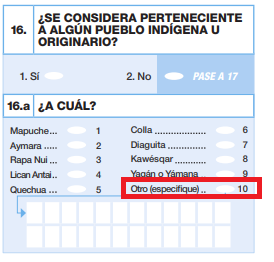 16. ¿SE CONSIDERA PERTENECIENTE
A ALGÚN PUEBLO INDÍGENA U
ORIGINARIO?
1. Sí 2. No PASE A 17
16.a ¿A CUÁL?
Mapuche... 1 Colla .................... 6
Aymara ..... 2 Diaguita ............... 7
Rapa Nui ... 3 Kawésqar ............ 8
Lican Antai.. 4 Yagán o Yámana .. 9
Quechua ... 5 Otro (especifique) .. 10